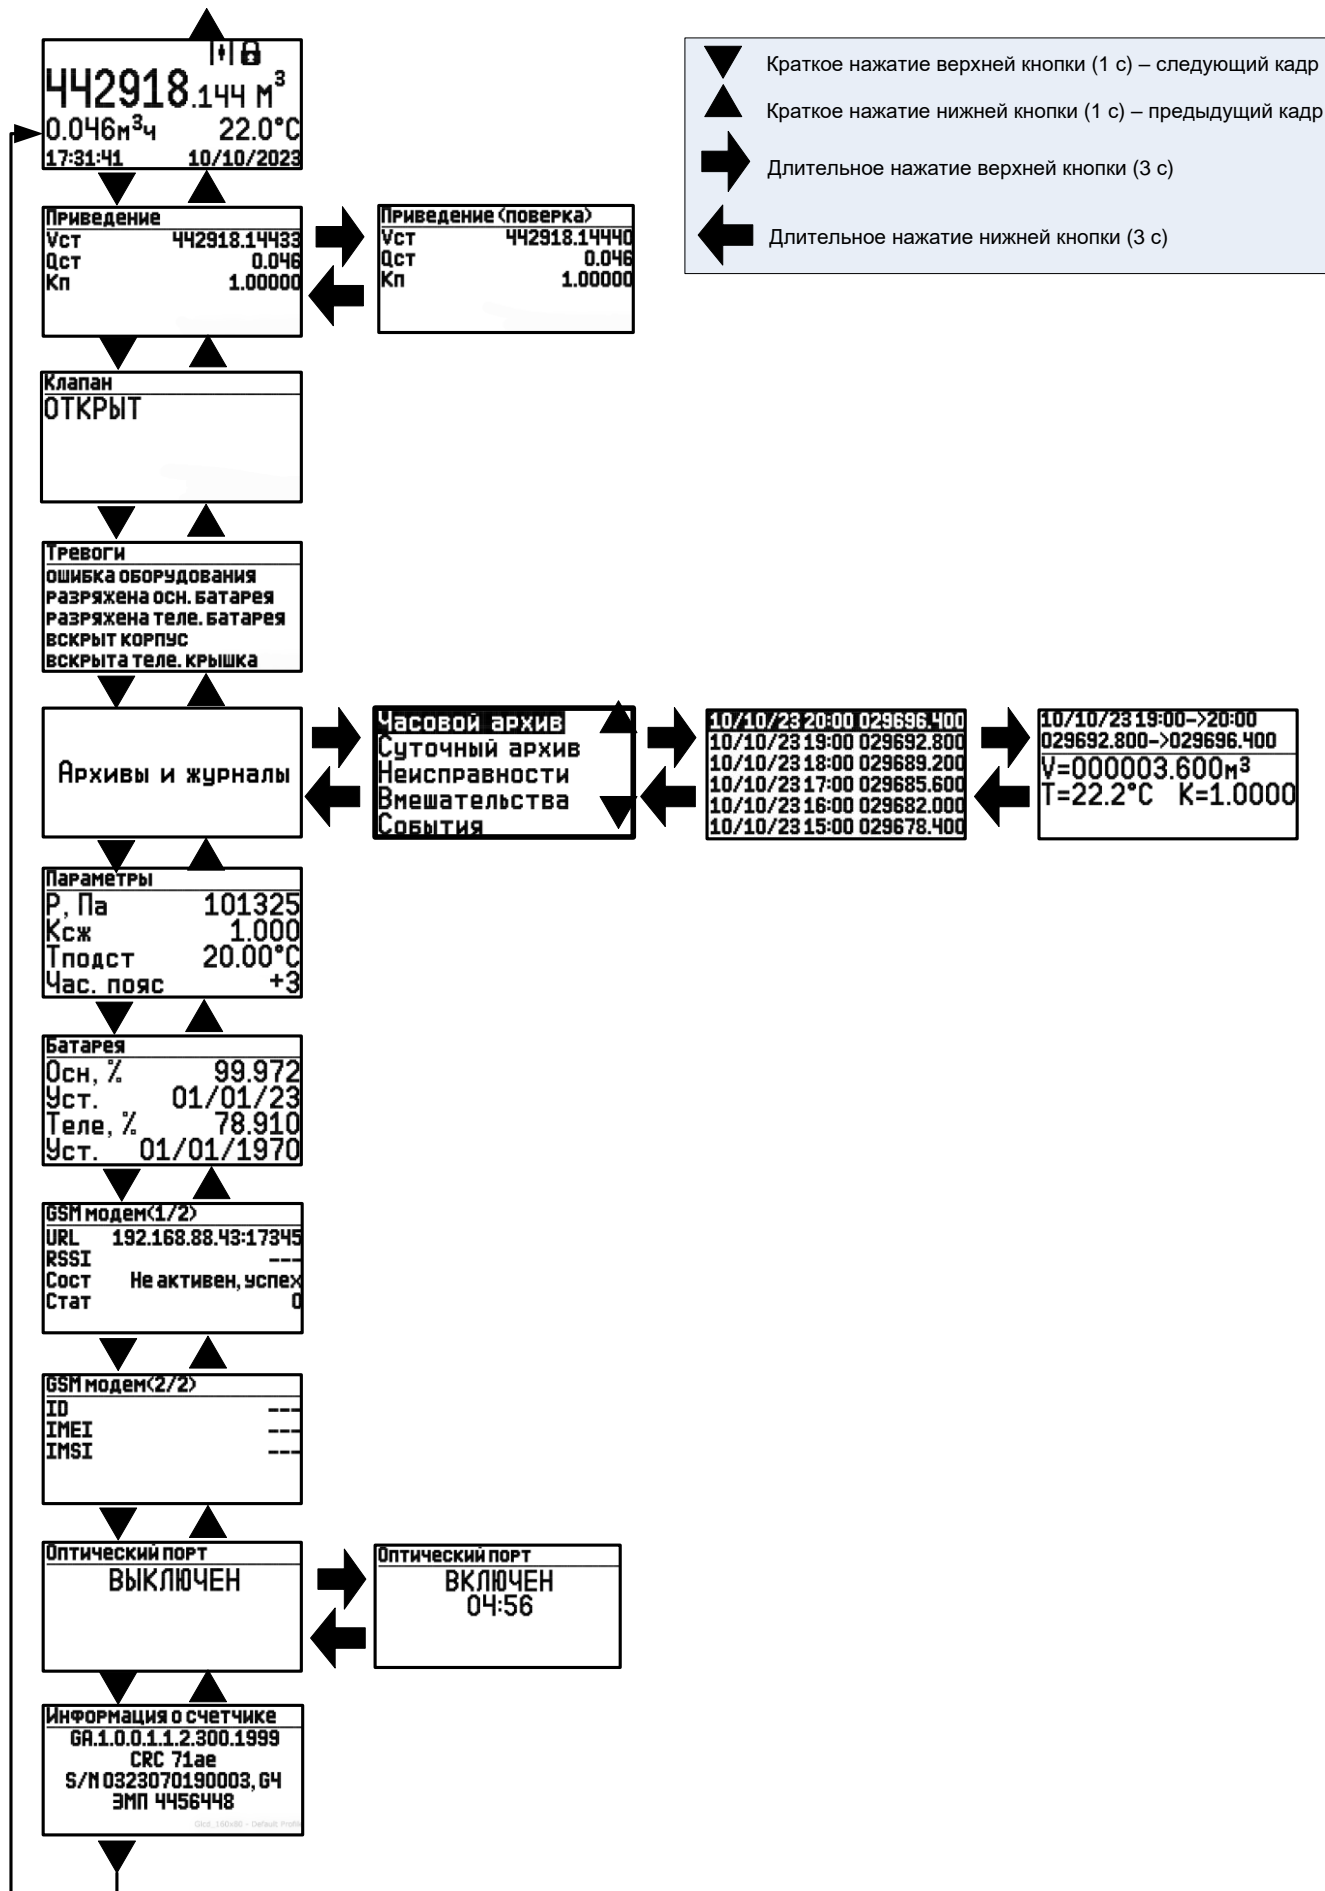 442918.144 м³
0.046м³ч 22.0°C
17:31:41 10/10/2023
Краткое нажатие верхней кнопки (1 с) – следующий кадр
Краткое нажатие нижней кнопки (1 с) – предыдущий кадр
Длительное нажатие верхней кнопки (3 с)
Длительное нажатие нижней кнопки (3 с)
Приведение
Vст 442918.14433
Qст 0.046
Кп 1.00000
Приведение (поверка)
Vст 442918.14440
Qст 0.046
Кп 1.00000
Клапан
ОТКРЫТ
Тревоги
ошибка оборудования
разряжена осн. батарея
разряжена теле. батарея
вскрыт корпус
вскрыта теле. крышка
Архивы и журналы
Часовой архив
Суточный архив
Неисправности
Вмешательства
События
10/10/23 20:00 029696.400
10/10/23 19:00 029692.800
10/10/23 18:00 029689.200
10/10/23 17:00 029685.600
10/10/23 16:00 029682.000
10/10/23 15:00 029678.400
10/10/23 19:00->20:00
029692.800->029696.400
V=000003.600м³
T=22.2°C K=1.0000
Параметры
Р, Па 101325
Ксж 1.000
Тподст 20.00°C
Час. пояс +3
Батарея
Осн, % 99.972
Уст. 01/01/23
Теле, % 78.910
Уст. 01/01/1970
GSM модем(1/2)
URL 192.168.88.43:17345
RSSI ---
Сост Не активен, успех
Стат 0
GSM модем(2/2)
ID ---
IMEI ---
IMSI ---
Оптический порт
ВЫКЛЮЧЕН
Оптический порт
ВКЛЮЧЕН
04:56
Информация о счетчике
GA.1.0.0.1.1.2.300.1999
CRC 71ae
S/N 0323070190003, G4
ЭМП 4456448
Glcd_160x80 - Default Profile